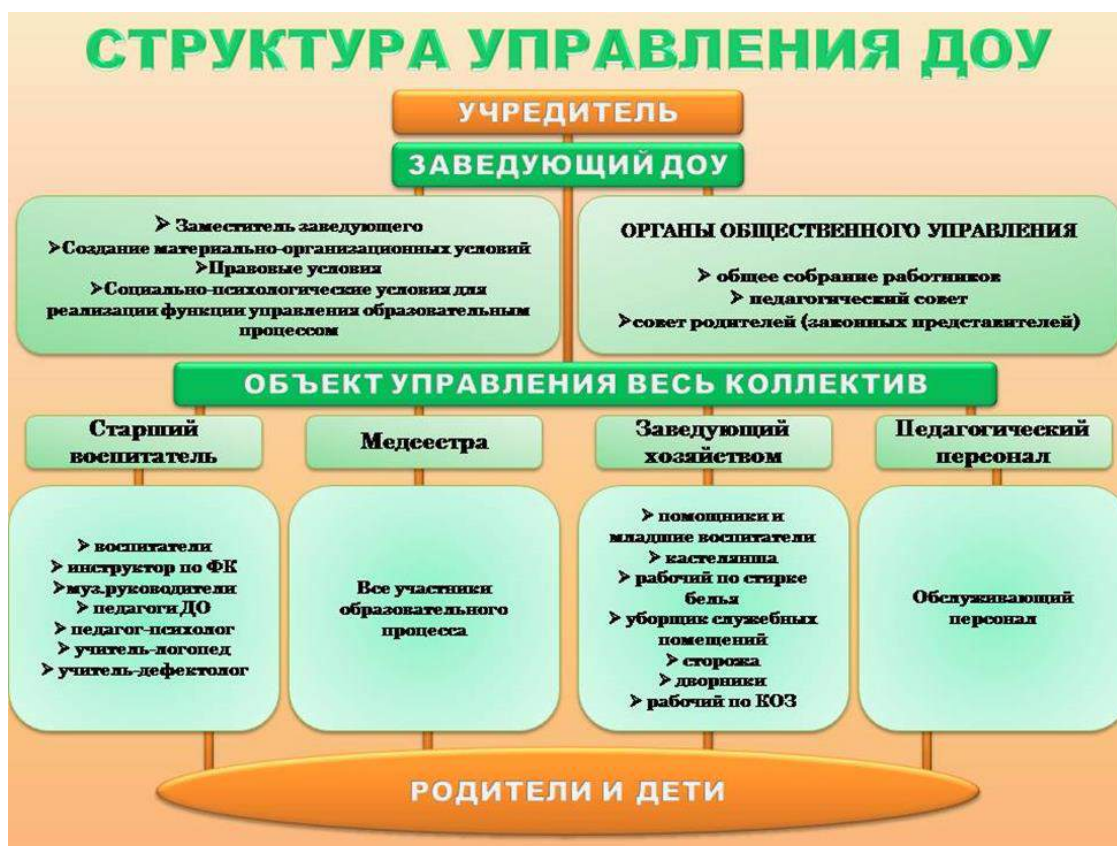 СТРУКТУРА УПРАВЛЕНИЯ ДОУ
УЧРЕДИТЕЛЬ
ЗАВЕДУЮЩИЙ ДОУ
➢ Заместитель заведующего
➢Создание материально-организационных условий
➢Правовые условия
➢Социально-психологические условия для
реализации функции управления образовательным
процессом
ОРГАНЫ ОБЩЕСТВЕННОГО УПРАВЛЕНИЯ
➢ общее собрание работников
➢ педагогический совет
➢совет родителей (законных представителей)
ОБЪЕКТ УПРАВЛЕНИЯ ВЕСЬ КОЛЛЕКТИВ
Старший
воспитатель
➢ воспитатели
➢ инструктор по ФК
➢муз.руководители
➢ педагоги ДО
➢ педагог-психолог
➢ учитель-логопед
➢ учитель-дефектолог
Медсестра
Все участники
образовательного
процесса
Заведующий
хозяйством
➢ помощники и
младшие воспитатели
➢ кастелянша
➢ рабочий по стирке
белья
➢ уборщик служебных
помещений
➢ сторожа
➢ дворники
➢ рабочий по КОЗ
Педагогический
персонал
Обслуживающий
персонал
РОДИТЕЛИ И ДЕТИ